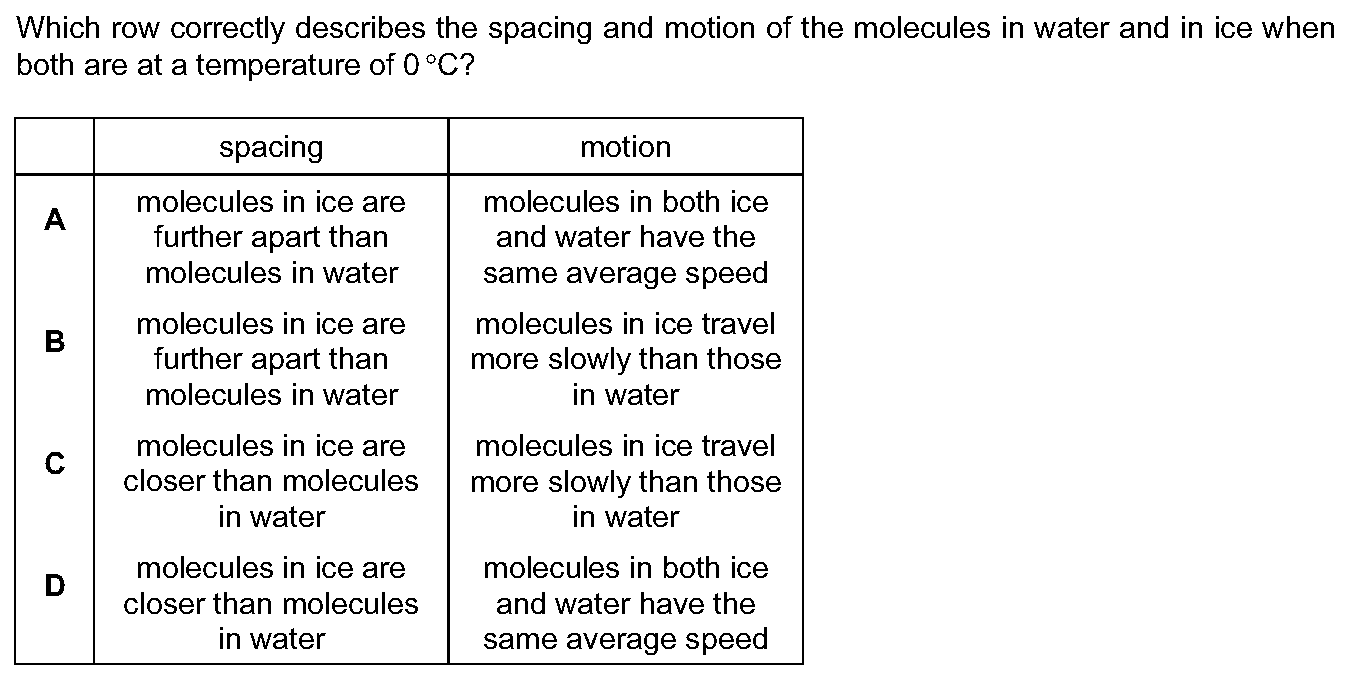 Which row correctly describes the spacing and motion of the molecules in water and in ice when
both are at a temperature of 0 °C?
spacing motion
A
molecules in ice are
further apart than
molecules in water
molecules in both ice
and water have the
same average speed
B
molecules in ice are
further apart than
molecules in water
molecules in ice travel
more slowly than those
in water
C
molecules in ice are
closer than molecules
in water
molecules in ice travel
more slowly than those
in water
D
molecules in ice are
closer than molecules
in water
molecules in both ice
and water have the
same average speed